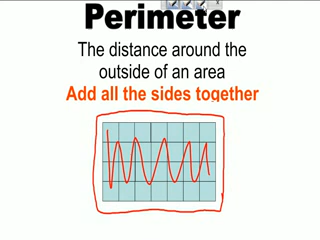 Perimeter
The distance around the
outside of an area
Add all the sides together